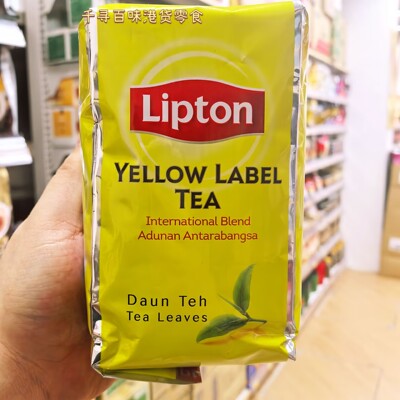 千寻百味港货零食
Lipton
YELLOW LABEL
TEA
International Blend
Adunan Antarabangsa
Daun Teh
Tea Leaves